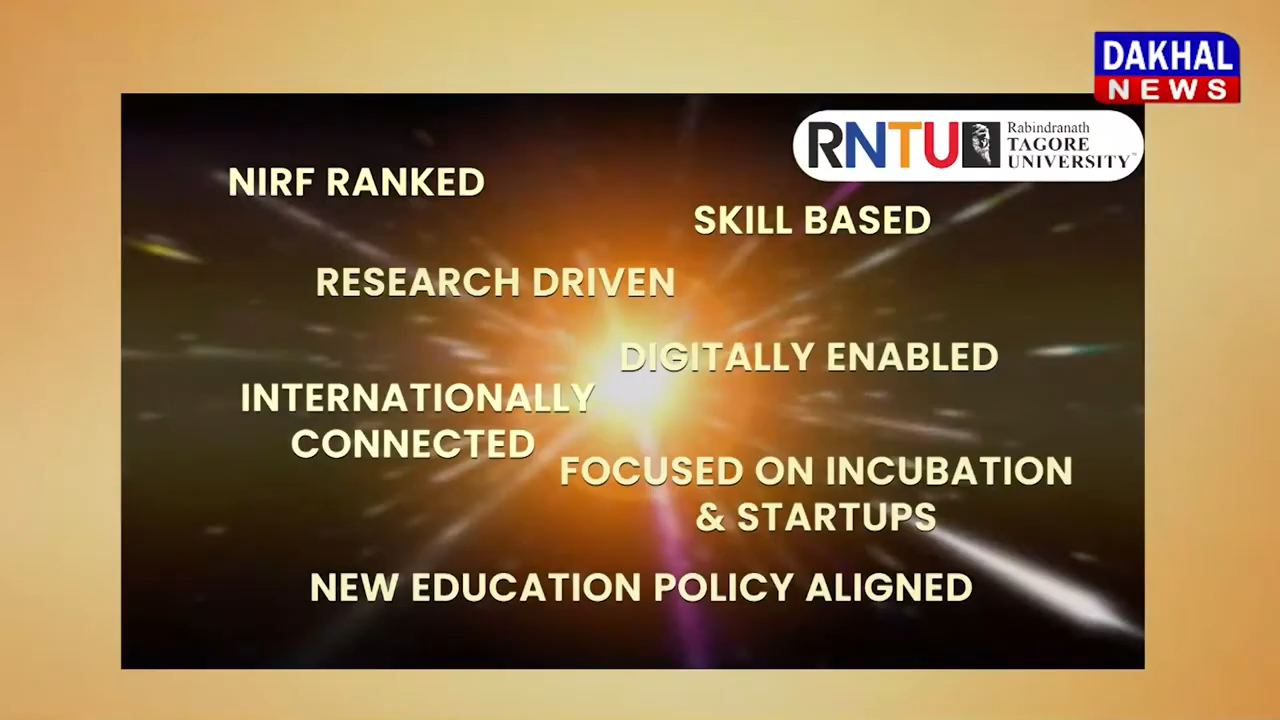 DAKHAL
NEWS
RNTU
Rabindranath
TAGORE
UNIVERSITY™
NIRF RANKED
SKILL BASED
RESEARCH DRIVEN
DIGITALLY ENABLED
INTERNATIONALLY
CONNECTED
FOCUSED ON INCUBATION
& STARTUPS
NEW EDUCATION POLICY ALIGNED